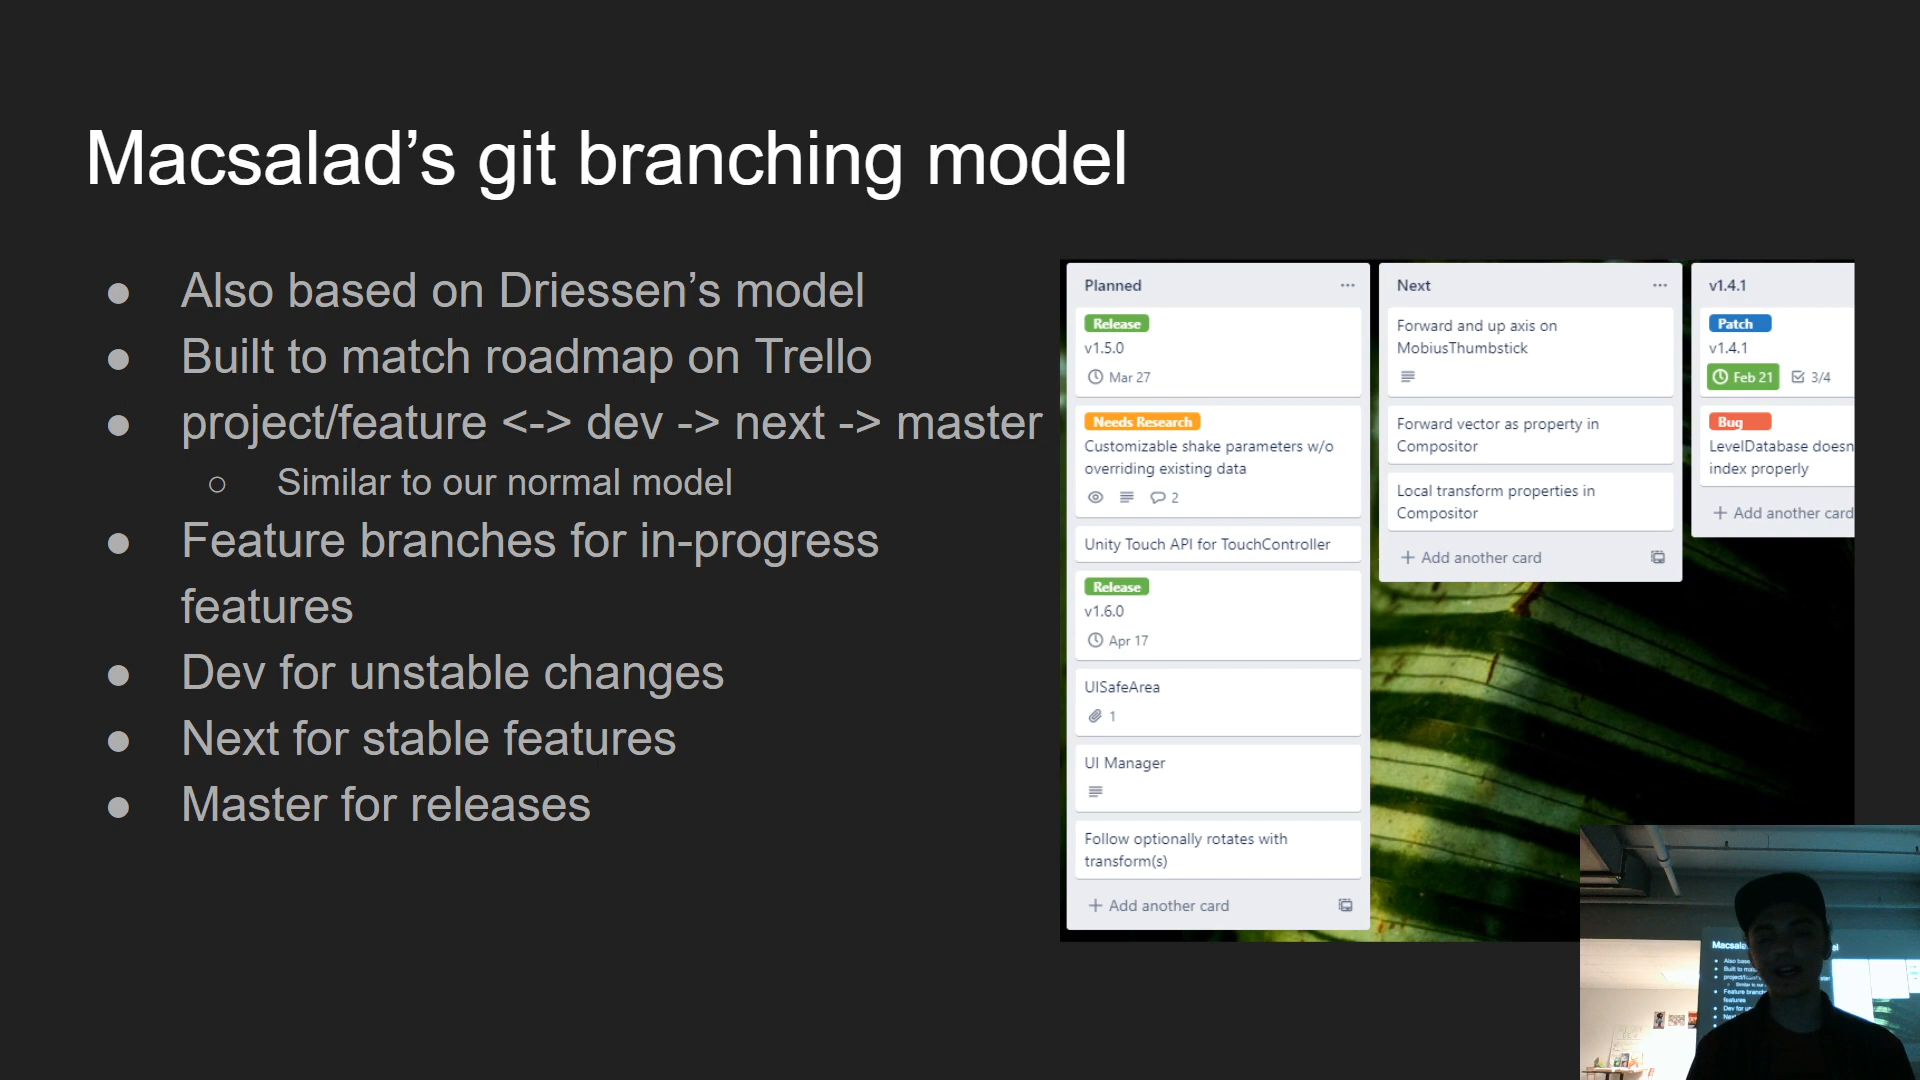 Macsalad’s git branching model
● Also based on Driessen’s model
● Built to match roadmap on Trello
● project/feature <-> dev -> next -> master
○ Similar to our normal model
● Feature branches for in-progress
features
● Dev for unstable changes
● Next for stable features
● Master for releases
Planned
Release
v1.5.0
Mar 27
Needs Research
Customizable shake parameters w/o
overriding existing data
2
Unity Touch API for TouchController
Release
v1.6.0
Apr 17
UISafeArea
1
UI Manager
Follow optionally rotates with
transform(s)
+ Add another card
Next
Forward and up axis on
MobiusThumbstick
Forward vector as property in
Compositor
Local transform properties in
Compositor
+ Add another card
v1.4.1
Patch
v1.4.1
Feb 21 3/4
Bug
LevelDatabase doesn
index properly
+ Add another card